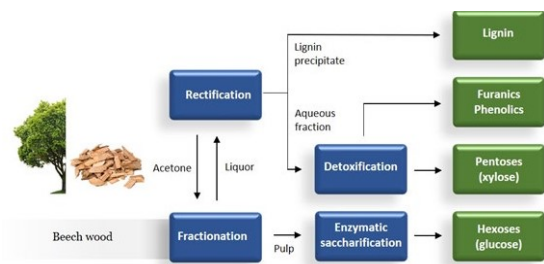 Lignin
Lignin
precipitate
Rectification
Furanics
Phenolics
Aqueous
fraction
Acetone
Liquor
Detoxification
Pentoses
(xylose)
Beech wood
Fractionation
Pulp
Enzymatic
saccharification
Hexoses
(glucose)